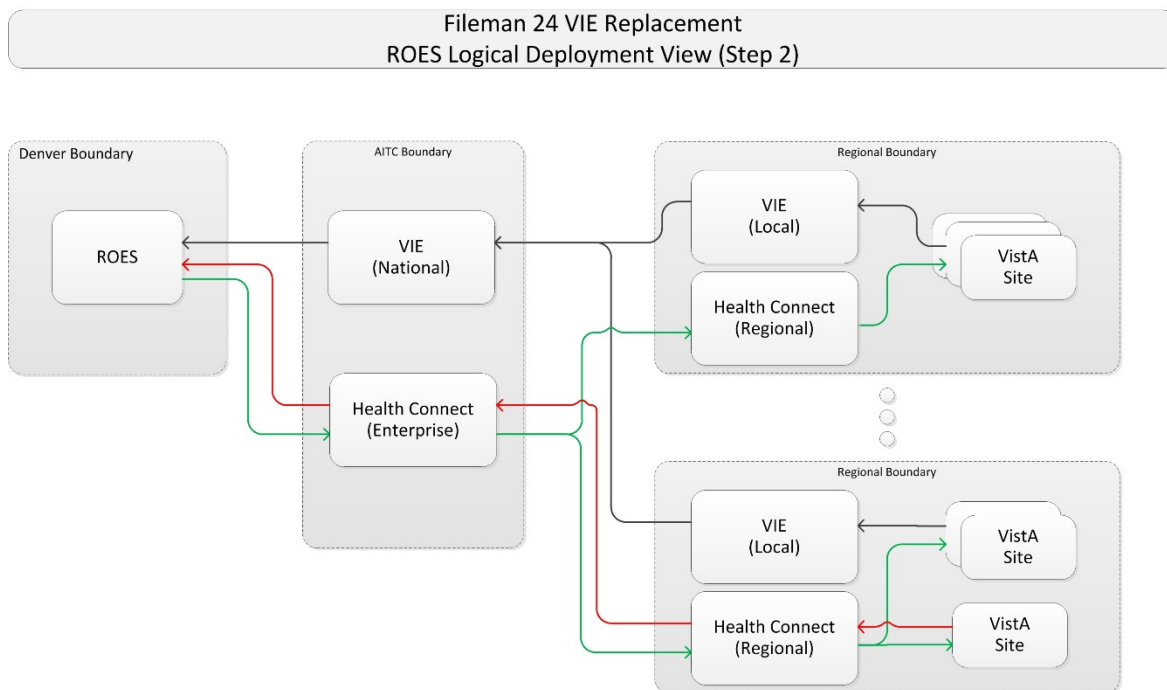 Fileman 24 VIE Replacement
ROES Logical Deployment View (Step 2)
Denver Boundary
ROES
AITC Boundary
VIE
(National)
Health Connect
(Enterprise)
Regional Boundary
VIE
(Local)
Health Connect
(Regional)
VistA
Site
Regional Boundary
VIE
(Local)
Health Connect
(Regional)
VistA
Site
VistA
Site